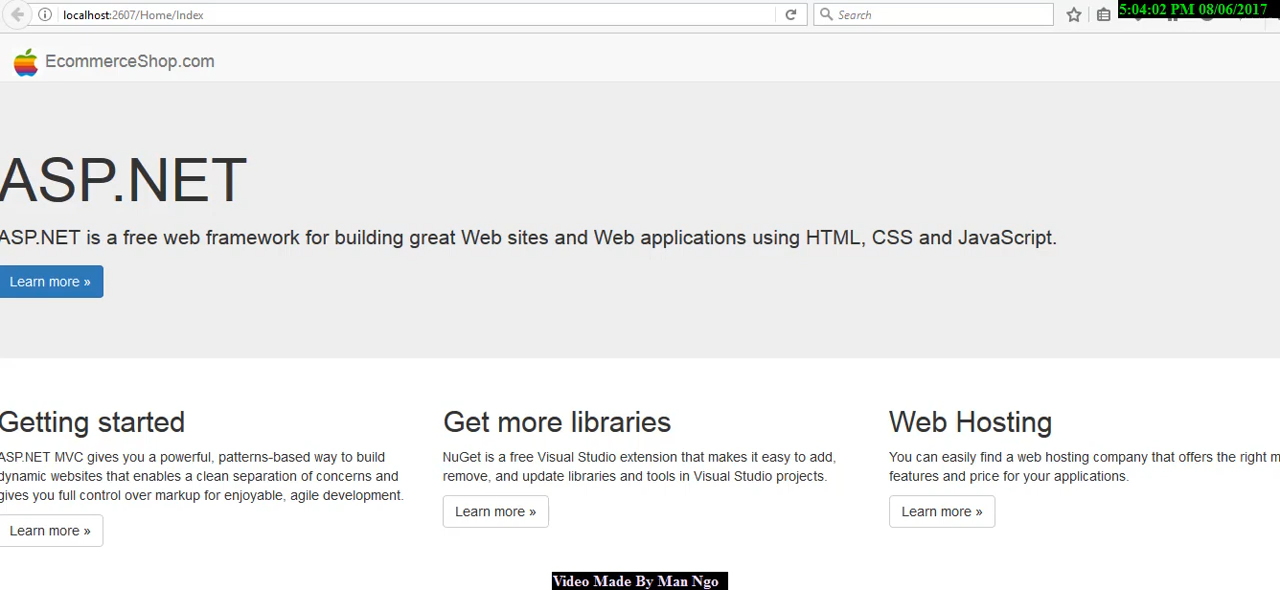 localhost:2607/Home/Index
Search
5:04:02 PM 08/06/2017
EcommerceShop.com
ASP.NET
ASP.NET is a free web framework for building great Web sites and Web applications using HTML, CSS and JavaScript.
Learn more »
Getting started
ASP.NET MVC gives you a powerful, patterns-based way to build
dynamic websites that enables a clean separation of concerns and
gives you full control over markup for enjoyable, agile development.
Learn more »
Get more libraries
NuGet is a free Visual Studio extension that makes it easy to add,
remove, and update libraries and tools in Visual Studio projects.
Learn more »
Web Hosting
You can easily find a web hosting company that offers the right m
features and price for your applications.
Learn more »
Video Made By Man Ngo